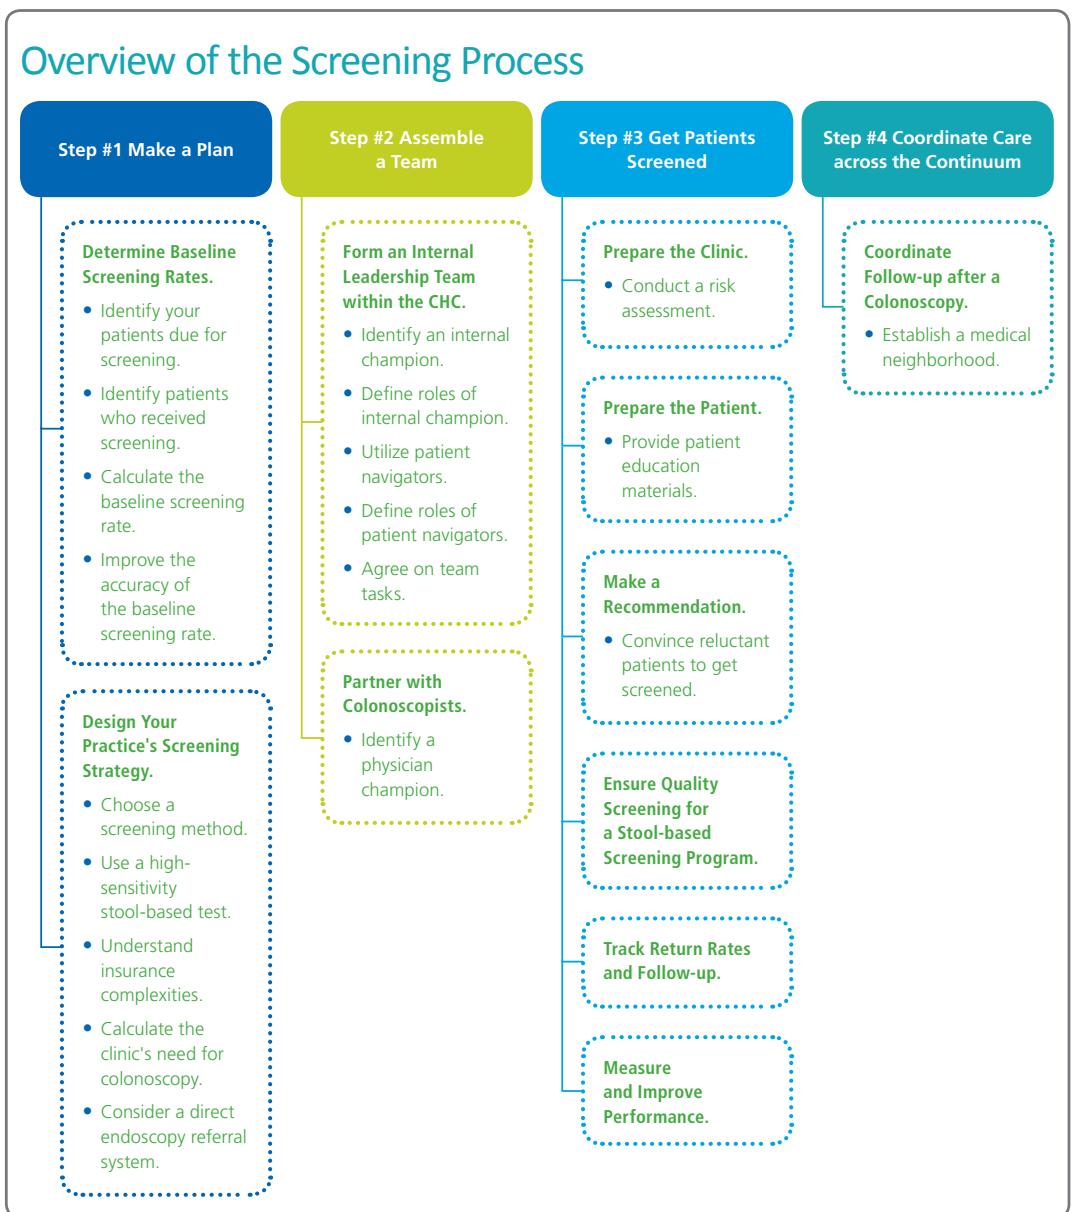 Overview of the Screening Process
Step #1 Make a Plan
Determine Baseline
Screening Rates.
• Identify your
patients due for
screening.
• Identify patients
who received
screening.
• Calculate the
baseline screening
rate.
• Improve the
accuracy of
the baseline
screening rate.
Design Your
Practice's Screening
Strategy.
• Choose a
screening method.
• Use a high-
sensitivity
stool-based test.
• Understand
insurance
complexities.
• Calculate the
clinic's need for
colonoscopy.
• Consider a direct
endoscopy referral
system.
Step #2 Assemble
a Team
Form an Internal
Leadership Team
within the CHC.
• Identify an internal
champion.
• Define roles of
internal champion.
• Utilize patient
navigators.
• Define roles of
patient navigators.
• Agree on team
tasks.
Partner with
Colonoscopists.
• Identify a
physician
champion.
Step #3 Get Patients
Screened
Prepare the Clinic.
• Conduct a risk
assessment.
Prepare the Patient.
• Provide patient
education
materials.
Make a
Recommendation.
• Convince reluctant
patients to get
screened.
Ensure Quality
Screening for
a Stool-based
Screening Program.
Track Return Rates
and Follow-up.
Measure
and Improve
Performance.
Step #4 Coordinate Care
across the Continuum
Coordinate
Follow-up after a
Colonoscopy.
• Establish a medical
neighborhood.